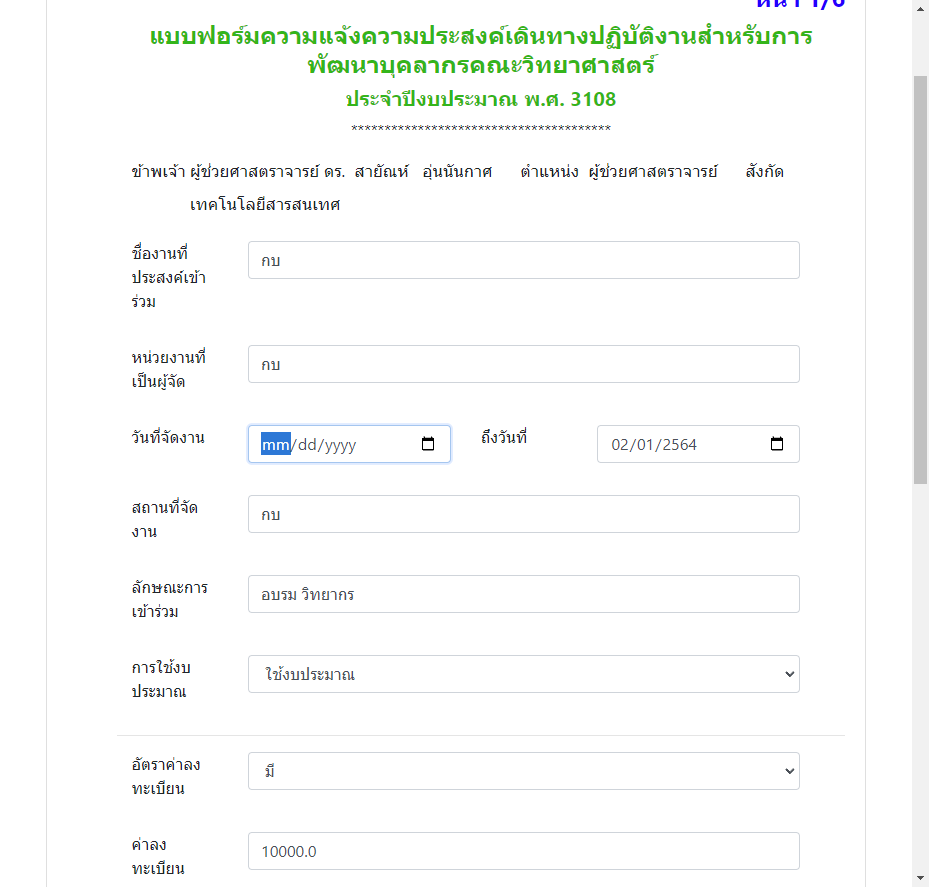 หน้า 1/6
แบบฟอร์มความแจ้งความประสงค์เดินทางปฏิบัติงานสำหรับการ
พัฒนาบุคลากรคณะวิทยาศาสตร์
ประจำปีงบประมาณ พ.ศ. 3108
***************************************
ข้าพเจ้า ผู้ช่วยศาสตราจารย์ ดร. สายัณห์ อุ่นนันกาศ ตำแหน่ง ผู้ช่วยศาสตราจารย์ สังกัด
เทคโนโลยีสารสนเทศ
ชื่องานที่
ประสงค์เข้า
ร่วม
กบ
หน่วยงานที่
เป็นผู้จัด
กบ
วันที่จัดงาน mm/dd/yyyy ถึงวันที่ 02/01/2564
สถานที่จัด
งาน
กบ
ลักษณะการ
เข้าร่วม
อบรม วิทยากร
การใช้งบ
ประมาณ
ใช้งบประมาณ
อัตราค่าลง
ทะเบียน
มี
ค่าลง
ทะเบียน
10000.0